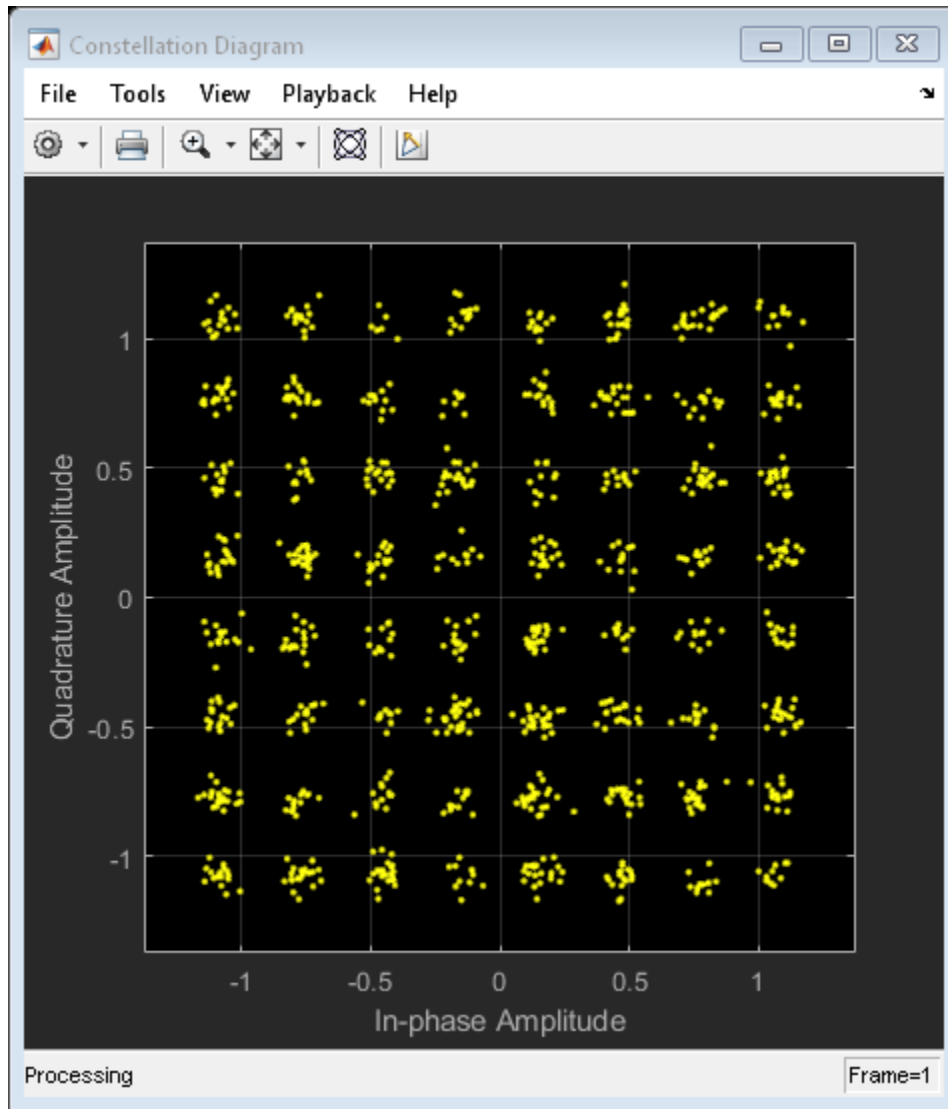 Constellation Diagram
File Tools View Playback Help
1
0.5
0
-0.5
-1
Quadrature Amplitude
-1 -0.5 0 0.5 1
In-phase Amplitude
Processing Frame=1